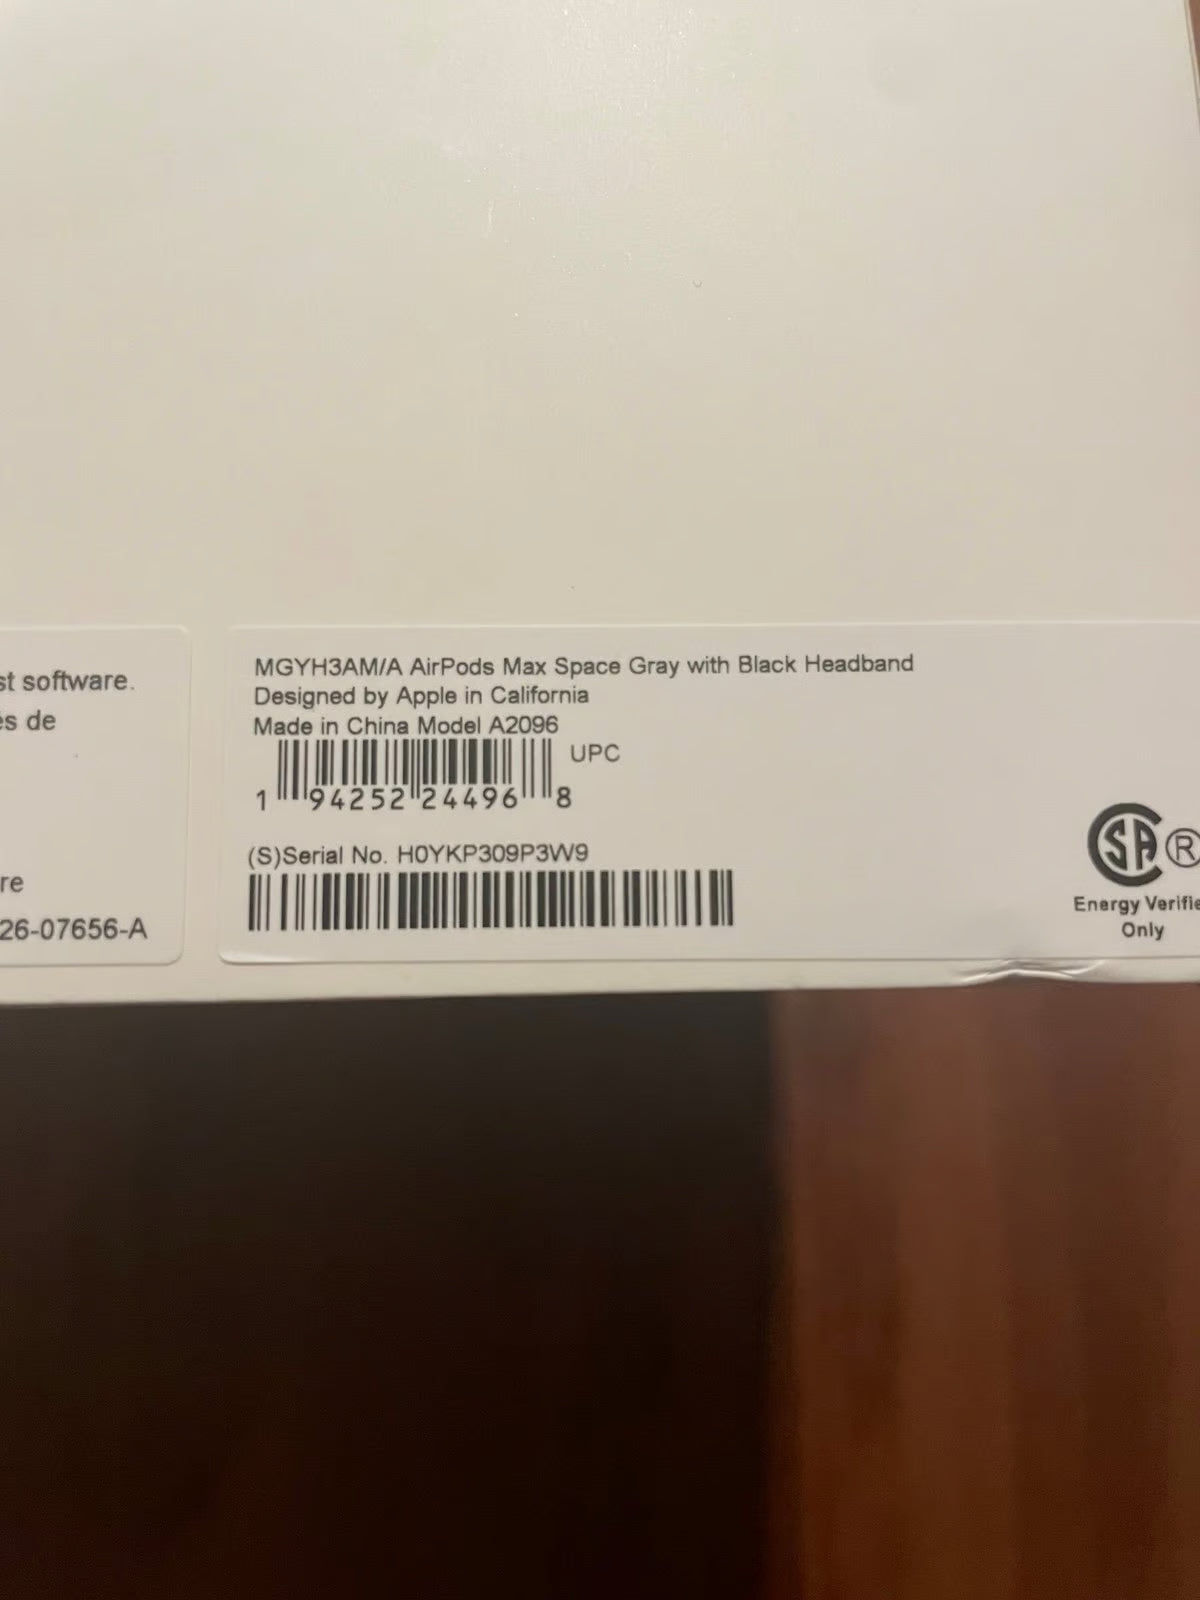 st software.
es de
re
26-07656-A
MGYH3AM/A AirPods Max Space Gray with Black Headband
Designed by Apple in California
Made in China Model A2096
UPC
1 94252 24496 8
(S)Serial No. H0YKP309P3W9
SA ®
Energy Verifie
Only